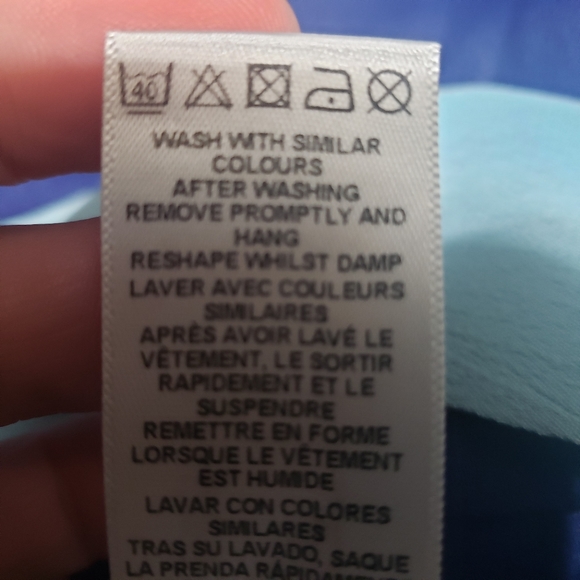 40
WASH WITH SIMILAR
COLOURS
AFTER WASHING
REMOVE PROMPTLY AND
HANG
RESHAPE WHILST DAMP
LAVER AVEC COULEURS
SIMILAIRES
APRÈS AVOIR LAVÉ LE
VÊTEMENT, LE SORTIR
RAPIDEMENT ET LE
SUSPENDRE
REMETTRE EN FORME
LORSQUE LE VÊTEMENT
EST HUMIDE
LAVAR CON COLORES
SIMILARES
TRAS SU LAVADO, SAQUE
LA PRENDA